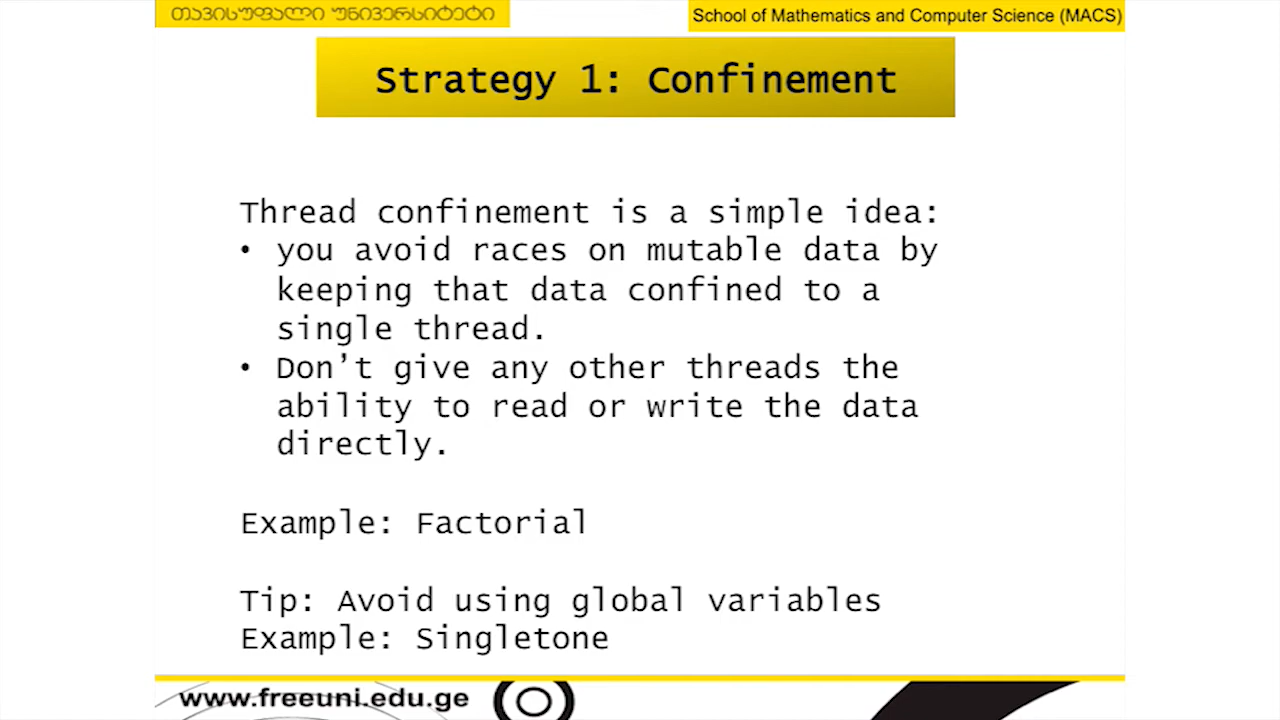 თავისუფალი უნივერსიტეტი
School of Mathematics and Computer Science (MACS)
Strategy 1: Confinement
Thread confinement is a simple idea:
• you avoid races on mutable data by
keeping that data confined to a
single thread.
• Don’t give any other threads the
ability to read or write the data
directly.
Example: Factorial
Tip: Avoid using global variables
Example: Singletone
www.freeuni.edu.ge